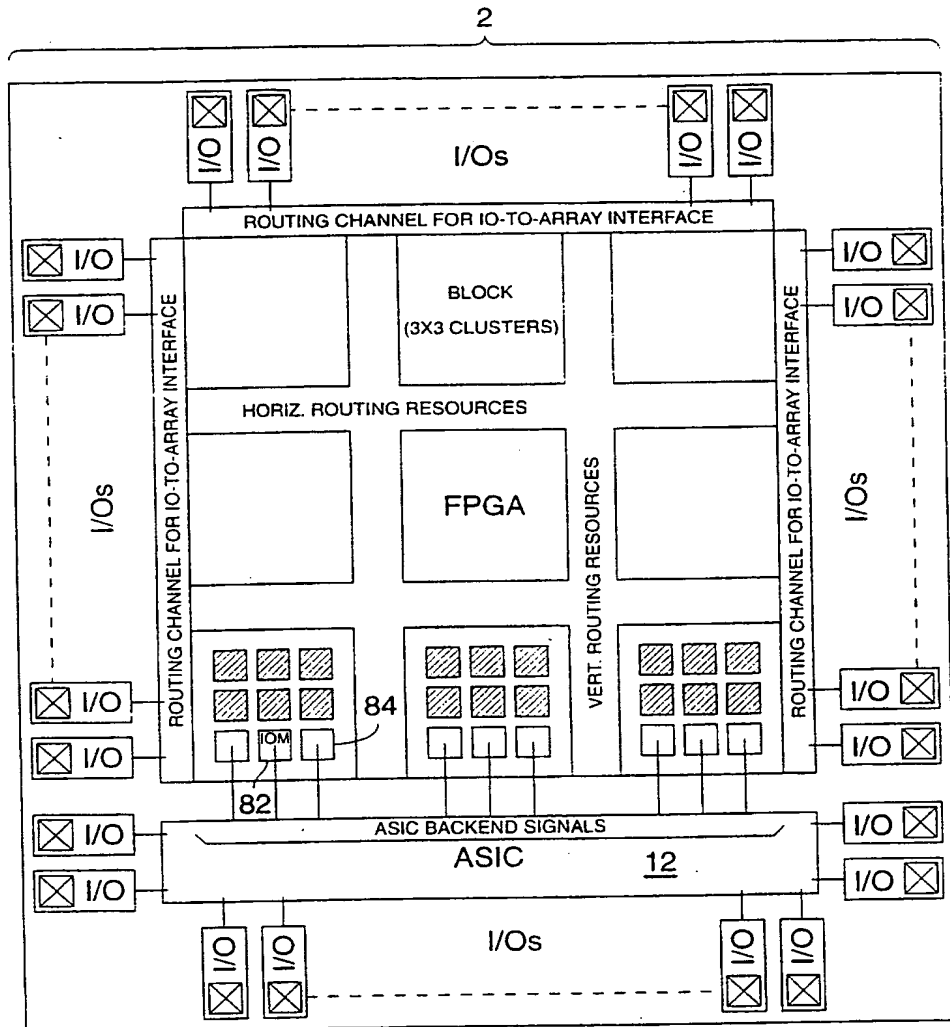 2
I/O I/O I/O I/O
I/Os
ROUTING CHANNEL FOR IO-TO-ARRAY INTERFACE
I/O
I/O
ROUTING CHANNEL FOR IO-TO-ARRAY INTERFACE
BLOCK
(3X3 CLUSTERS)
ROUTING CHANNEL FOR IO-TO-ARRAY INTERFACE
I/O
I/O
HORIZ. ROUTING RESOURCES
I/Os
FPGA
VERT. ROUTING RESOURCES
I/Os
I/O
I/O
84
IOM
82
I/O
I/O
I/O
I/O
ASIC BACKEND SIGNALS
ASIC
12
I/O
I/O
I/O I/O
I/Os
I/O I/O